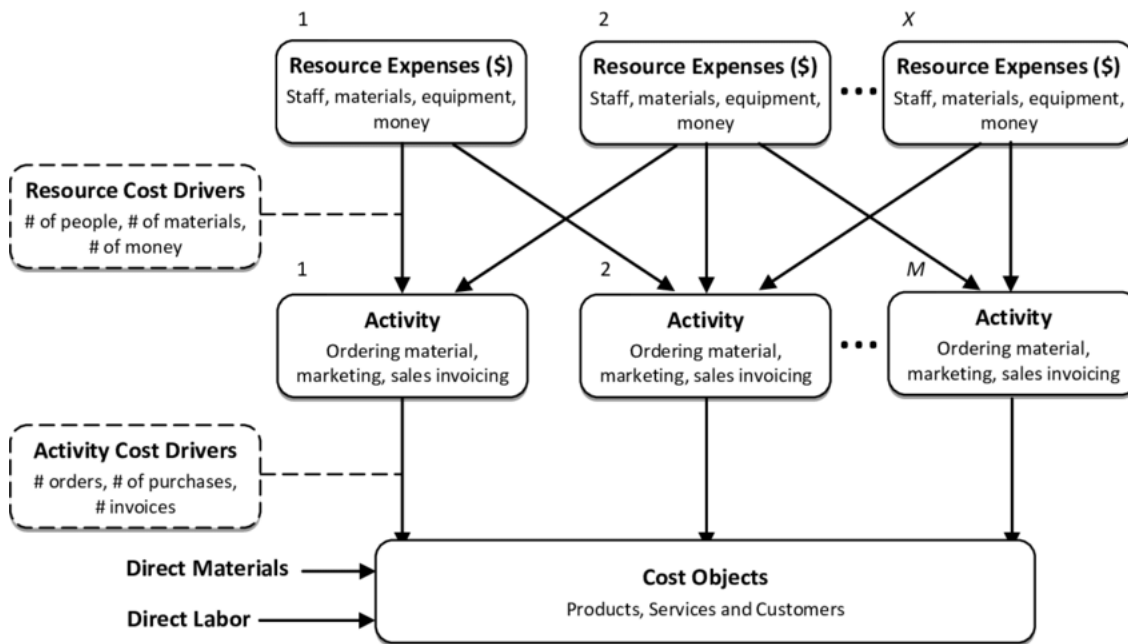 1
2
X
Resource Expenses ($)
Staff, materials, equipment,
money
Resource Expenses ($)
Staff, materials, equipment,
money
Resource Expenses ($)
Staff, materials, equipment,
money
Resource Cost Drivers
# of people, # of materials,
# of money
1
2
M
Activity
Ordering material,
marketing, sales invoicing
Activity
Ordering material,
marketing, sales invoicing
Activity
Ordering material,
marketing, sales invoicing
Activity Cost Drivers
# orders, # of purchases,
# invoices
Direct Materials
Direct Labor
Cost Objects
Products, Services and Customers